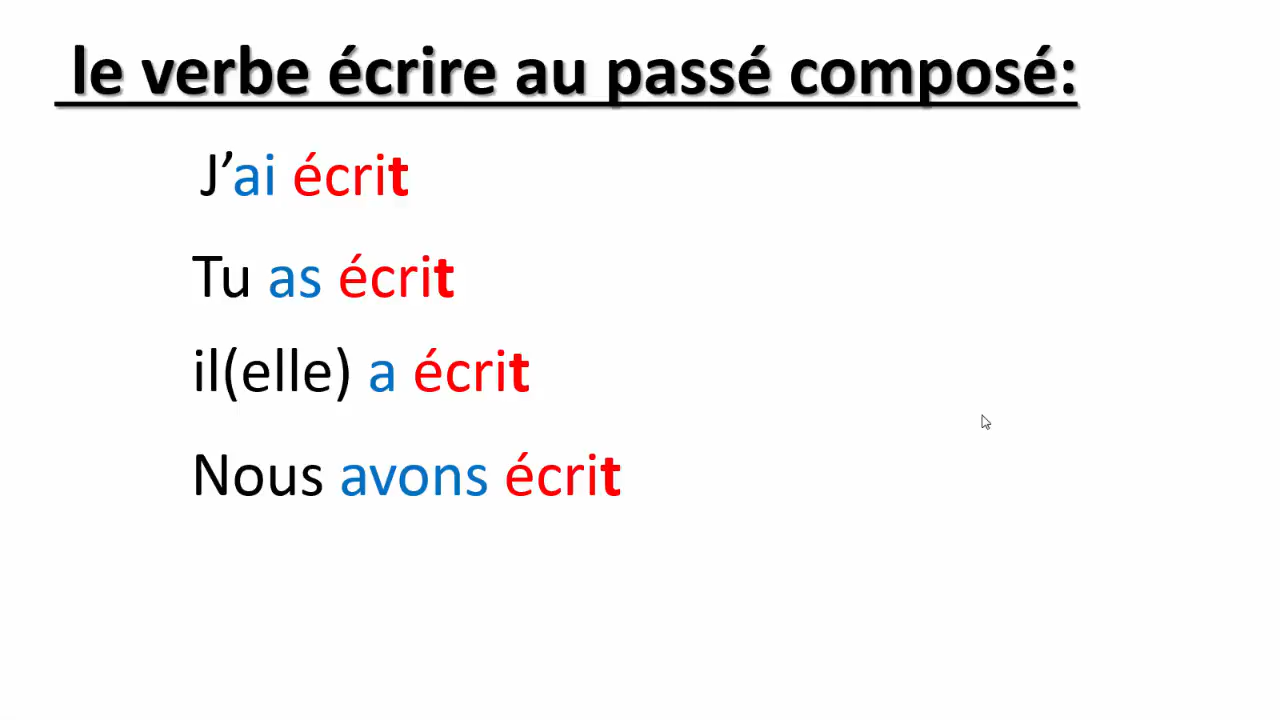 le verbe écrire au passé composé:
J’ai écrit
Tu as écrit
il(elle) a écrit
Nous avons écrit